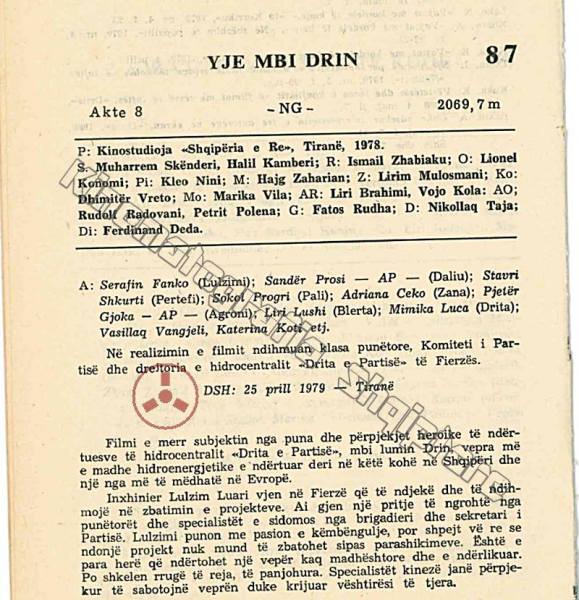 YJE MBI DRIN 87
Akte 8 – NG – 2069,7 m
P: Kinostudioja «Shqipëria e Re», Tiranë, 1978.
S: Muharrem Skënderi, Halil Kamberi; R: Ismail Zhabiaku; O: Lionel
Konomi; Pi: Kleo Nini; M: Hajg Zaharian; Z: Lirim Mulosmani; Ko:
Dhimitër Vreto; Mo: Marika Vila; AR: Liri Brahimi, Vojo Kola: AO;
Rudolf Radovani, Petrit Polena; G: Fatos Rudha; D: Nikollaq Taja;
Di: Ferdinand Deda.
A: Serafin Fanko (Lulzimi); Sandër Prosi — AP — (Daliu); Stavri
Shkurti (Pertefi); Sokol Progri (Pali); Adriana Ceko (Zana); Pjetër
Gjoka — AP — (Agroni); Liri Lushi (Blerta); Mimika Luca (Drita);
Vasillaq Vangjeli, Katerina Koti etj.
Në realizimin e filmit ndihmuan klasa punëtore, Komiteti i Par-
tisë dhe drejtoria e hidrocentralit «Drita e Partisë» të Fierzës.
DSH: 25 prill 1979 — Tiranë
Filmi e merr subjektin nga puna dhe përpjekjet heroike të ndër-
tuesve të hidrocentralit «Drita e Partisë», mbi lumin Drin, vepra më
e madhe hidroenergjetike e ndërtuar deri në këtë kohë në Shqipëri dhe
një nga më të mëdhatë në Evropë.
Inxhinier Lulzim Luari vjen në Fierzë që të ndjekë dhe të ndih-
mojë në zbatimin e projekteve. Ai gjen një pritje të ngrohtë nga
punëtorët dhe specialistët e sidomos nga brigadieri dhe sekretari i
Partisë. Lulzimi punon me pasion e këmbëngulje, por shpejt vë re se
ndonjë projekt nuk mund të zbatohet sipas parashikimeve. Është e
para herë që ndërtohet një vepër kaq madhështore dhe e ndërlikuar.
Po shkelen rrugë të reja, të panjohura. Specialistët kinezë janë përpje-
kur të sabotojnë veprën duke krijuar vështirësi të tjera.
Kinematografia Shqiptare